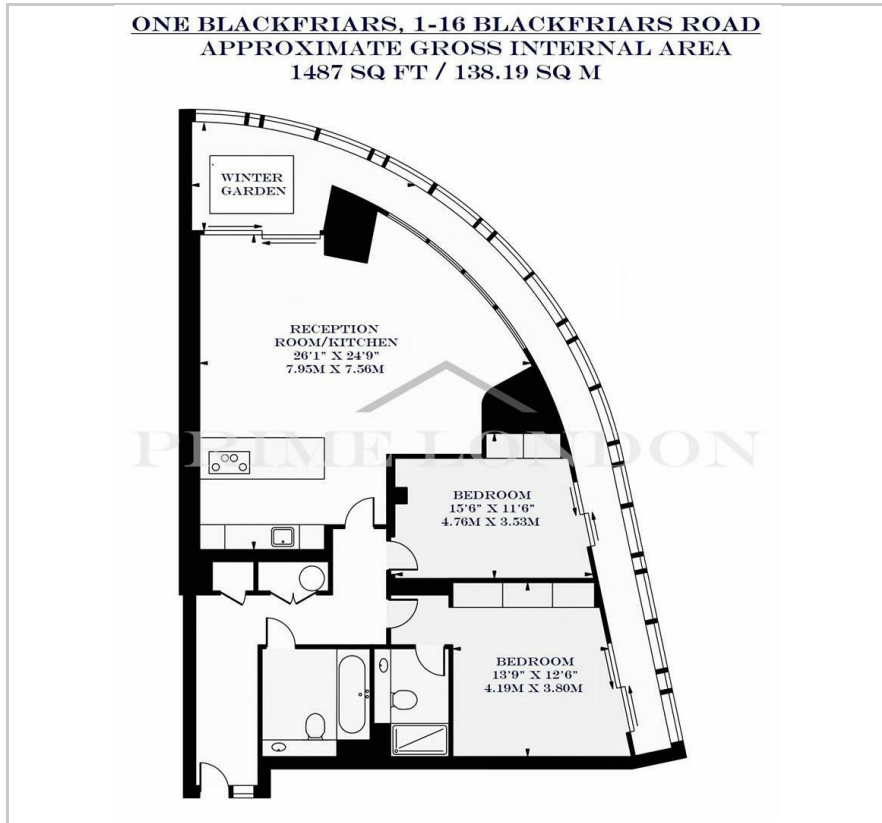 ONE BLACKFRIARS, 1-16 BLACKFRIARS ROAD
APPROXIMATE GROSS INTERNAL AREA
1487 SQ FT / 138.19 SQ M
WINTER
GARDEN
RECEPTION
ROOM/KITCHEN
26'1" X 24'9"
7.95M X 7.56M
PRIME LONDON
BEDROOM
15'6" X 11'6"
4.76M X 3.53M
BEDROOM
13'9" X 12'6"
4.19M X 3.80M